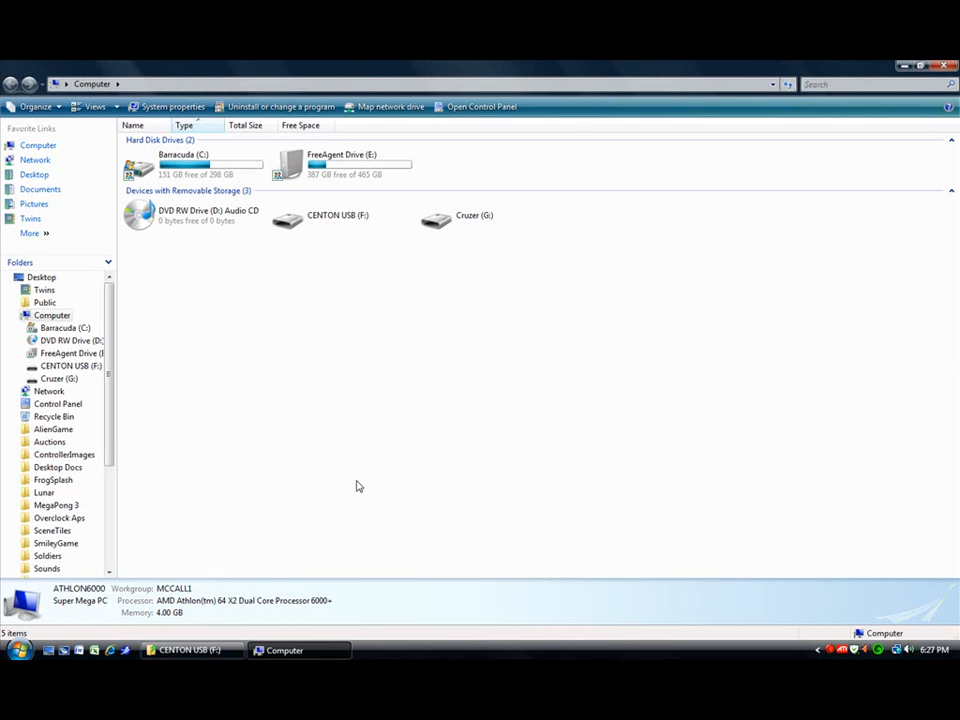 Computer
Search
Organize Views System properties Uninstall or change a program Map network drive Open Control Panel
Favorite Links
Computer
Network
Desktop
Documents
Pictures
Twins
More »
Folders
Desktop
Twins
Public
Computer
Barracuda (C:)
DVD RW Drive (D:
FreeAgent Drive (
CENTON USB (F:)
Cruzer (G:)
Network
Control Panel
Recycle Bin
AlienGame
Auctions
ControllerImages
Desktop Docs
FrogSplash
Lunar
MegaPong 3
Overclock Aps
SceneTiles
SmileyGame
Soldiers
Sounds
Name Type Total Size Free Space
Hard Disk Drives (2)
Barracuda (C:)
151 GB free of 298 GB
FreeAgent Drive (E:)
387 GB free of 465 GB
Devices with Removable Storage (3)
DVD RW Drive (D:) Audio CD
0 bytes free of 0 bytes
CENTON USB (F:)
Cruzer (G:)
ATHLON6000 Workgroup: MCCALL1
Super Mega PC Processor: AMD Athlon(tm) 64 X2 Dual Core Processor 6000+
Memory: 4.00 GB
5 items
Computer
CENTON USB (F:) Computer 6:27 PM